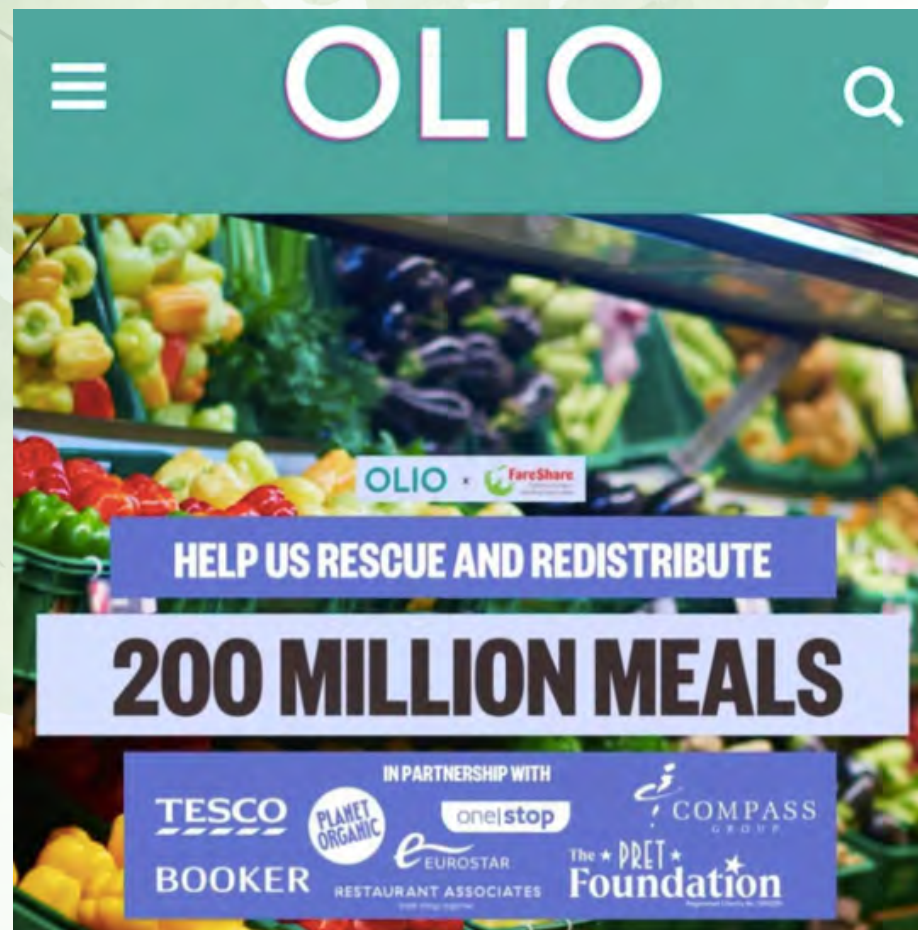 OLIO
OLIO × FareShare
HELP US RESCUE AND REDISTRIBUTE
200 MILLION MEALS
IN PARTNERSHIP WITH
TESCO
PLANET
ORGANIC
one|stop
COMPASS
GROUP
BOOKER
EUROSTAR
RESTAURANT ASSOCIATES
The ★ PRET ★
Foundation